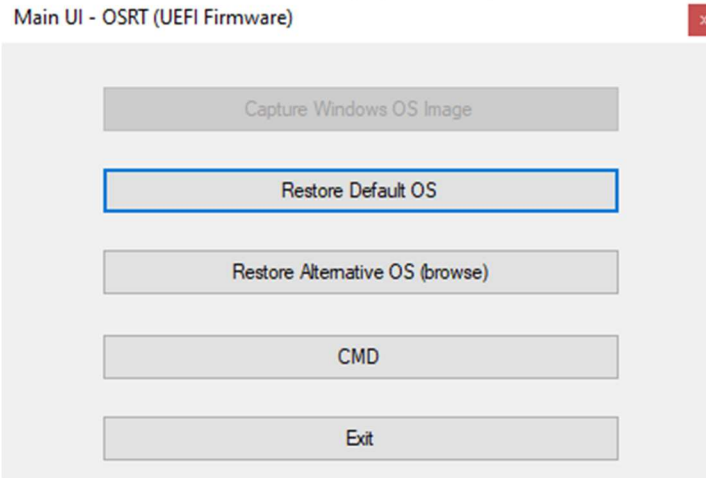 Main UI - OSRT (UEFI Firmware)
Capture Windows OS Image
Restore Default OS
Restore Alternative OS (browse)
CMD
Exit